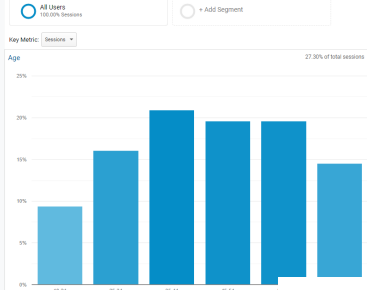 All Users
100.00% Sessions
+ Add Segment
Key Metric:
Sessions
Age
27.30% of total sessions
25%
20%
15%
10%
5%
0%